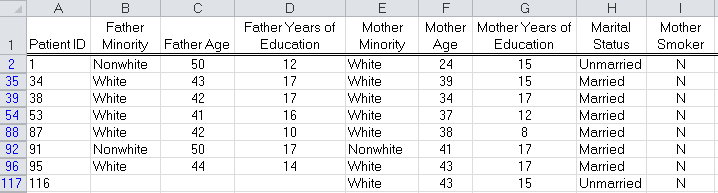 A B C D E F G H I
1 Patient ID Father Minority Father Age Father Years of Education Mother Minority Mother Age Mother Years of Education Marital Status Mother Smoker
2 1 Nonwhite 50 12 White 24 15 Unmarried N
35 34 White 43 17 White 39 15 Married N
39 38 White 42 17 White 34 17 Married N
54 53 White 41 16 White 37 12 Married N
88 87 White 42 10 White 38 8 Married N
92 91 Nonwhite 50 17 Nonwhite 41 17 Married N
96 95 White 44 14 White 43 17 Married N
117 116 White 43 15 Unmarried N